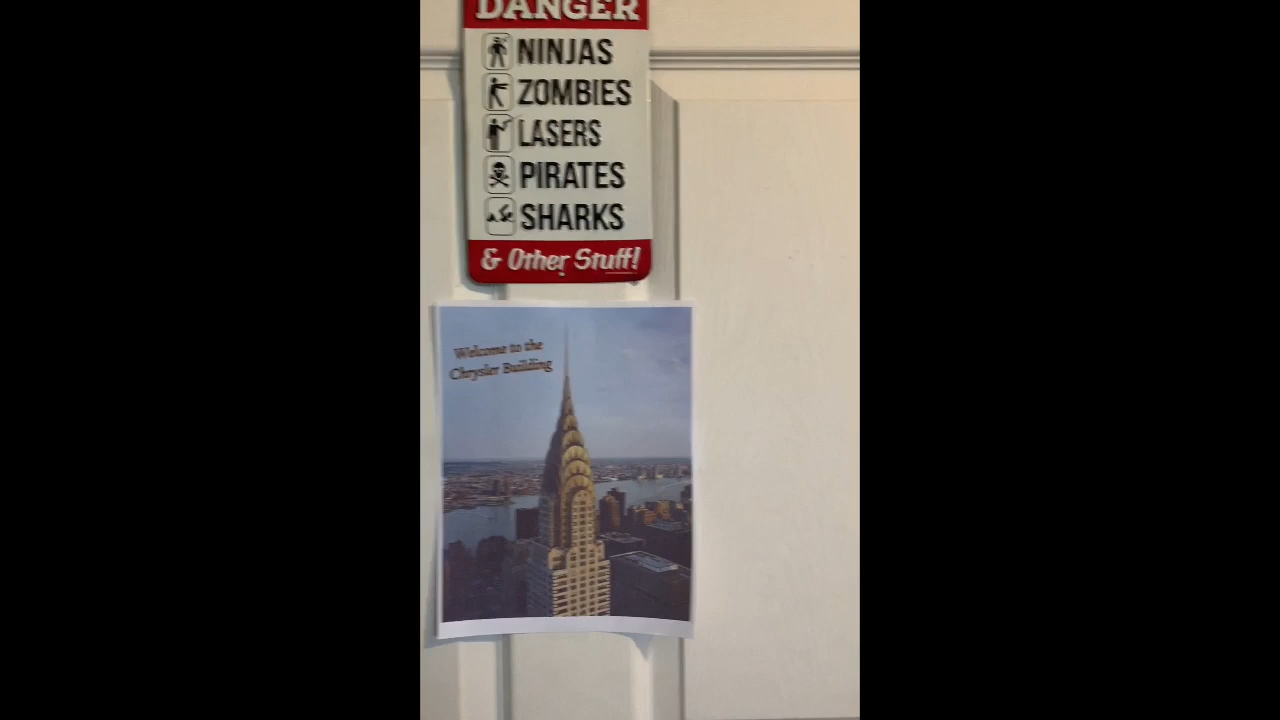 DANGER
NINJAS
ZOMBIES
LASERS
PIRATES
SHARKS
& Other Stuff!
Welcome to the
Chrysler Building